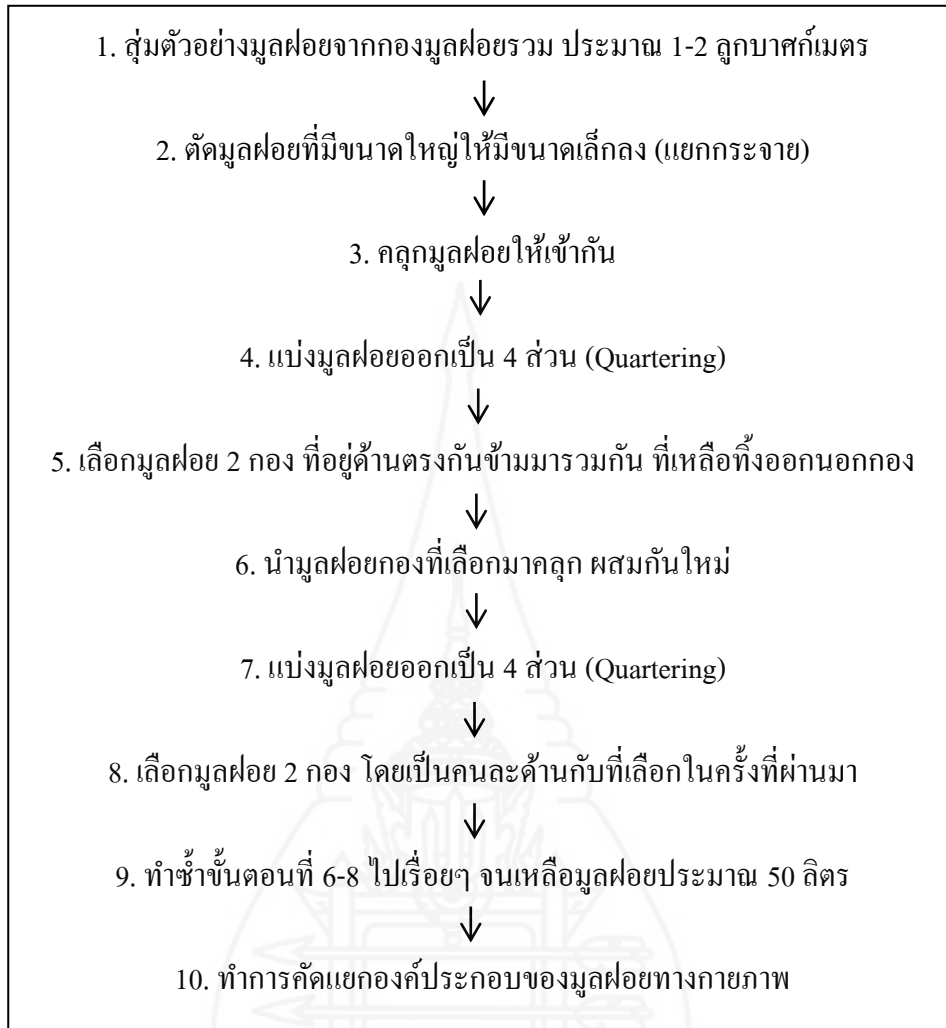 1. สุ่มตัวอย่างมูลฝอยจากกองมูลฝอยรวม ประมาณ 1-2 ลูกบาศก์เมตร
2. ตัดมูลฝอยที่มีขนาดใหญ่ให้มีขนาดเล็กลง (แยกกระจาย)
3. คลุกมูลฝอยให้เข้ากัน
4. แบ่งมูลฝอยออกเป็น 4 ส่วน (Quartering)
5. เลือกมูลฝอย 2 กอง ที่อยู่ด้านตรงกันข้ามมารวมกัน ที่เหลือทิ้งออกนอกกอง
6. นำมูลฝอยกองที่เลือกมาคลุก ผสมกันใหม่
7. แบ่งมูลฝอยออกเป็น 4 ส่วน (Quartering)
8. เลือกมูลฝอย 2 กอง โดยเป็นคนละด้านกับที่เลือกในครั้งที่ผ่านมา
9. ทำซ้ำขั้นตอนที่ 6-8 ไปเรื่อยๆ จนเหลือมูลฝอยประมาณ 50 ลิตร
10. ทำการคัดแยกองค์ประกอบของมูลฝอยทางกายภาพ